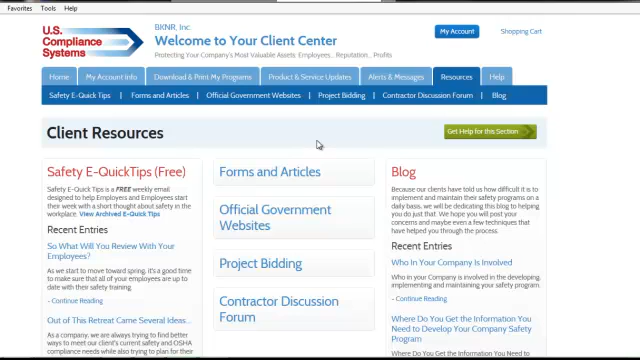 Favorites Tools Help
U.S. Compliance Systems
BKNR, Inc.
Welcome to Your Client Center
Protecting Your Company's Most Valuable Assets: Employees, Reputation, Profits
My Account
Shopping Cart
Home
My Account Info
Download & Print My Programs
Product & Service Updates
Alerts & Messages
Resources
Help
Safety E-Quick Tips | Forms and Articles | Official Government Websites | Project Bidding | Contractor Discussion Forum | Blog
Client Resources
Get Help for this Section
Safety E-QuickTips (Free)
Safety E-Quick Tips is a FREE weekly email
designed to help Employers and Employees start
their week with a short thought about safety in the
workplace. View Archived E-Quick Tips
Recent Entries
So What Will You Review With Your
Employees?
As we start to move toward spring, it's a good time
to make sure that all of your employees are up to
date with their safety training.
- Continue Reading
Out of This Retreat Came Several Ideas...
As a company, we are always trying to find better
ways to meet our client's current safety and OSHA
compliance needs while also trying to plan for their
Forms and Articles
Official Government
Websites
Project Bidding
Contractor Discussion
Forum
Blog
Because our clients have told us how difficult it is to
implement and maintain their safety programs on a
daily basis, we will be dedicating this blog to helping
you do just that. We hope you will post your
concerns and maybe even a few techniques that
have helped you through the process.
Recent Entries
Who In Your Company Is Involved
Who in your Company is involved in the developing,
implementing and maintaining your safety program.
- Continue Reading
Where Do You Get the Information You
Need to Develop Your Company Safety
Program
Where Do You Get the Information You Need to